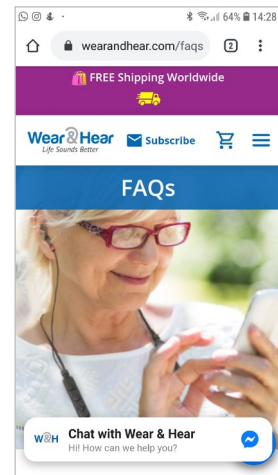 64% 14:28
wearandhear.com/faqs 2
FREE Shipping Worldwide
Wear & Hear
Life Sounds Better
Subscribe
FAQs
W&H
Chat with Wear & Hear
Hi! How can we help you?